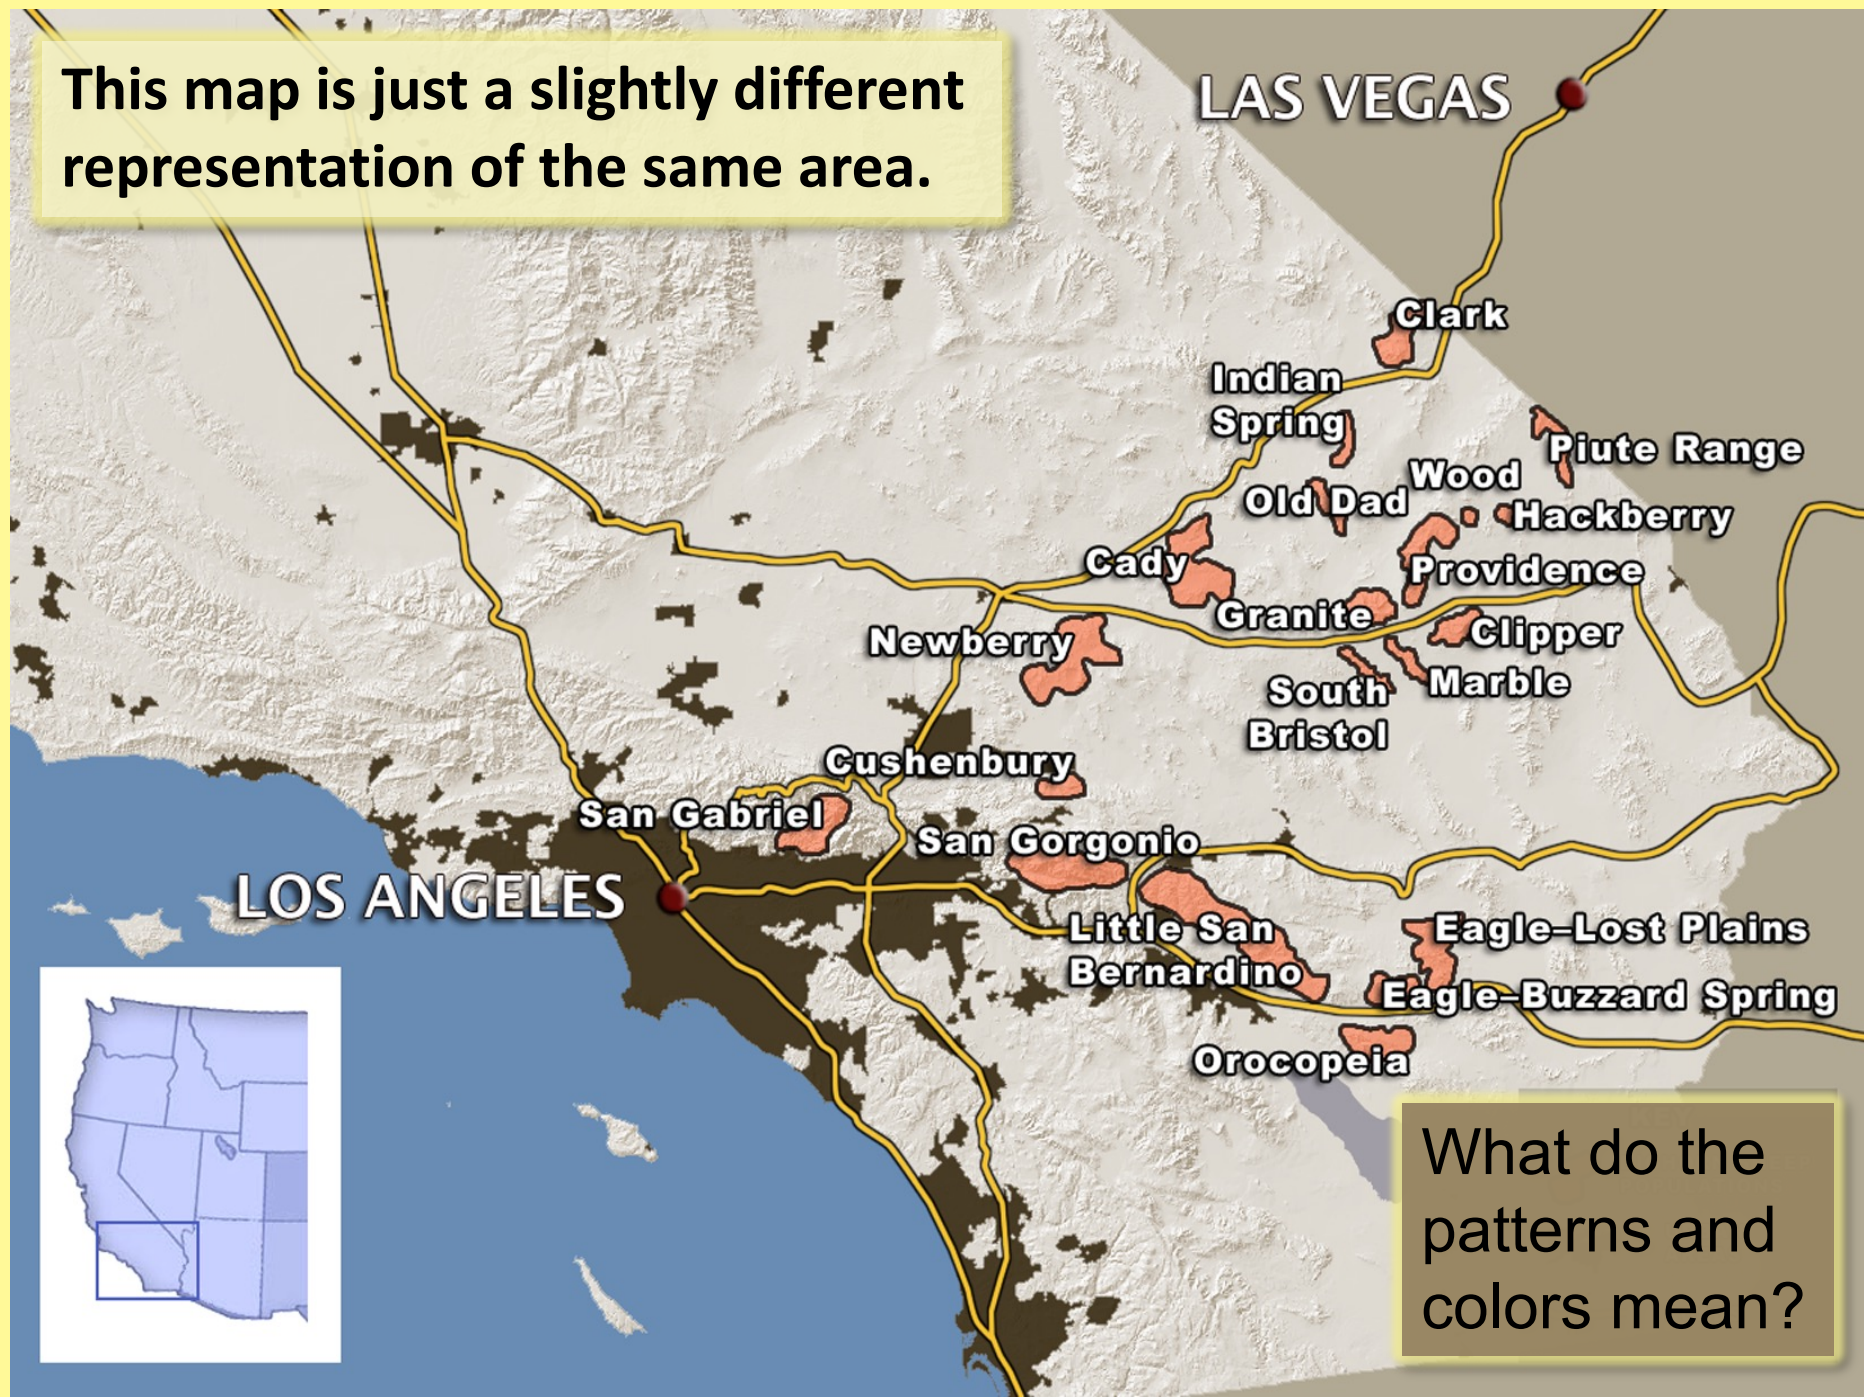 This map is just a slightly different
representation of the same area.
LAS VEGAS
Clark
Indian
Spring
Piute Range
Wood
Old Dad
Hackberry
Cady
Providence
Granite
Clipper
Newberry
Marble
South
Bristol
Cushenbury
San Gabriel
San Gorgonio
LOS ANGELES
Little San
Bernardino
Eagle–Lost Plains
Eagle–Buzzard Spring
Orocopeia
KEY
What do the
patterns and
colors mean?